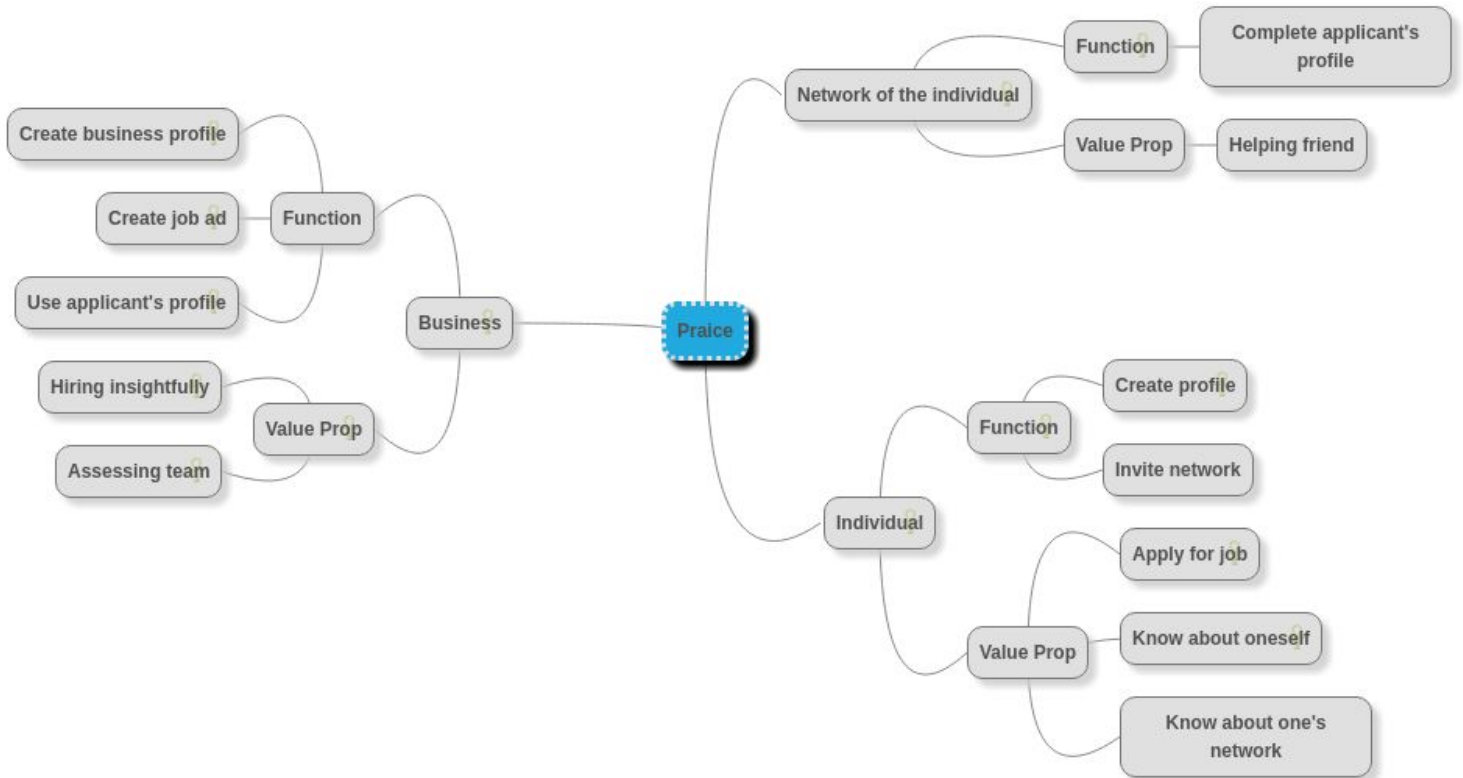 Complete applicant's
profile
Function
Network of the individual
Value Prop
Helping friend
Create business profile
Create job ad
Function
Use applicant's profile
Business
Praice
Hiring insightfully
Value Prop
Assessing team
Create profile
Function
Invite network
Individual
Apply for job
Know about oneself
Value Prop
Know about one's
network